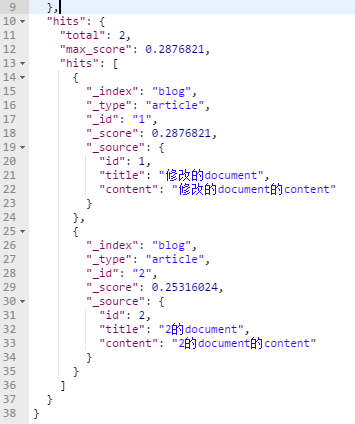 9 },
10 "hits": {
11 "total": 2,
12 "max_score": 0.2876821,
13 "hits": [
14 {
15 "_index": "blog",
16 "_type": "article",
17 "_id": "1",
18 "_score": 0.2876821,
19 "_source": {
20 "id": 1,
21 "title": "修改的document",
22 "content": "修改的document的content"
23 }
24 },
25 {
26 "_index": "blog",
27 "_type": "article",
28 "_id": "2",
29 "_score": 0.25316024,
30 "_source": {
31 "id": 2,
32 "title": "2的document",
33 "content": "2的document的content"
34 }
35 }
36 ]
37 }
38 }